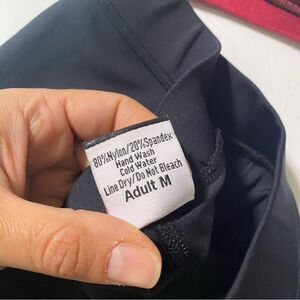 80%Nylon/20%Spandex
Hand Wash
Cold Water
Line Dry/Do Not Bleach
Adult M